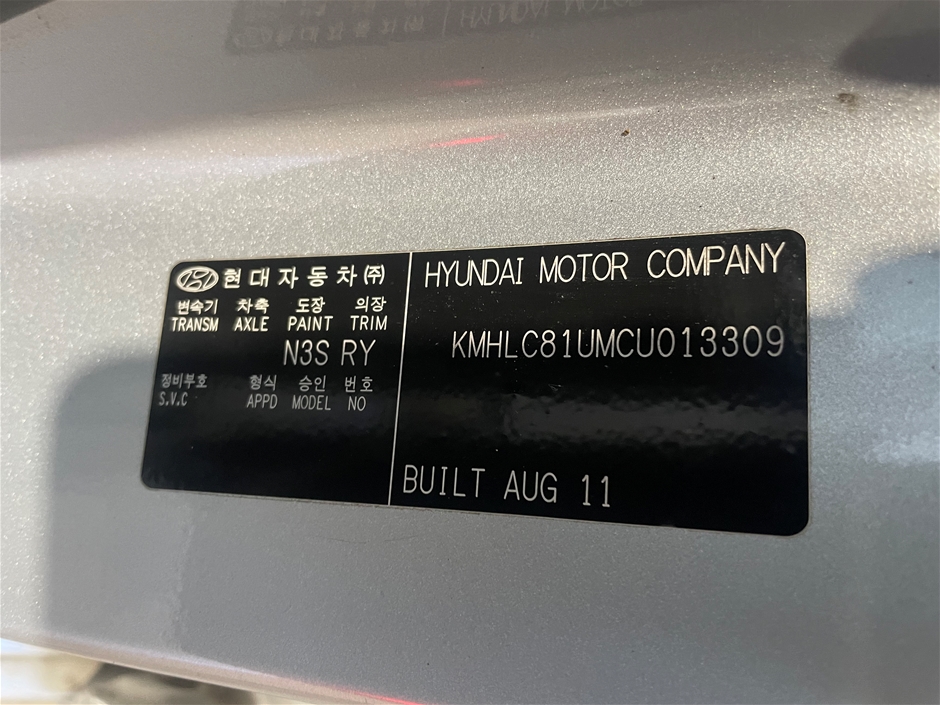 현대자동차㈜
변속기 차축 도장 의장
TRANSM AXLE PAINT TRIM
N3S RY
정비부호 형식 승인 번호
S.V.C APPD MODEL NO
HYUNDAI MOTOR COMPANY
KMHLC81UMCU013309
BUILT AUG 11